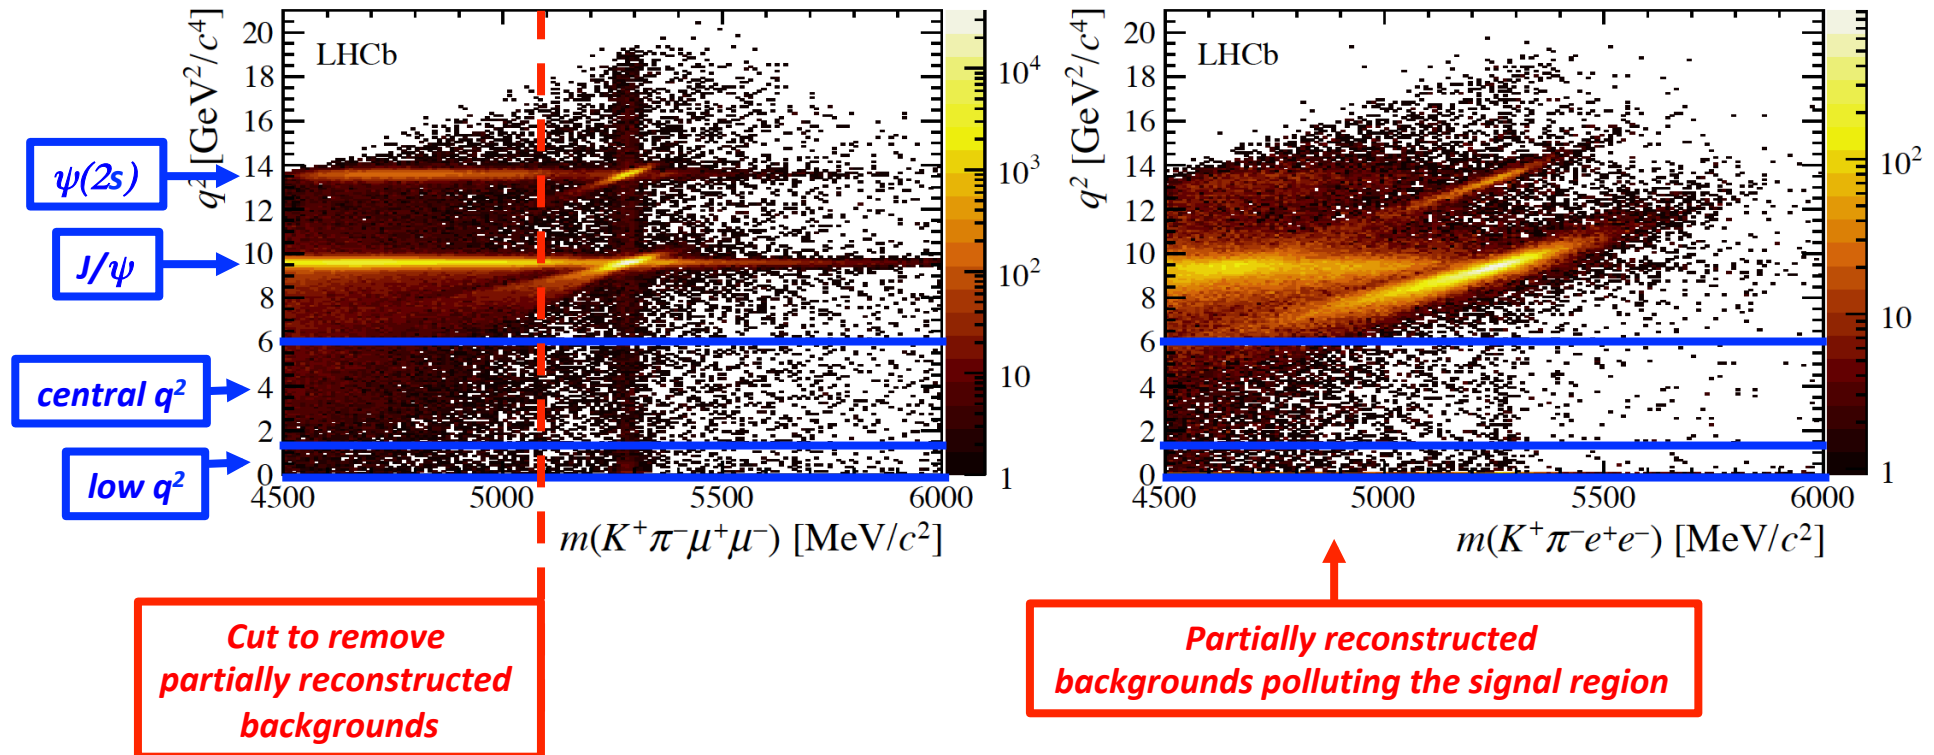 LHCb
q² [GeV²/c⁴]
20
18
16
14
12
10
8
6
4
2
0
4500 5000 5500 6000
m(K⁺π⁻μ⁺μ⁻) [MeV/c²]
10⁴
10³
10²
10
1
ψ(2s)
J/ψ
central q²
low q²
Cut to remove
partially reconstructed
backgrounds
LHCb
q² [GeV²/c⁴]
20
18
16
14
12
10
8
6
4
2
0
4500 5000 5500 6000
m(K⁺π⁻e⁺e⁻) [MeV/c²]
10²
10
1
Partially reconstructed
backgrounds polluting the signal region